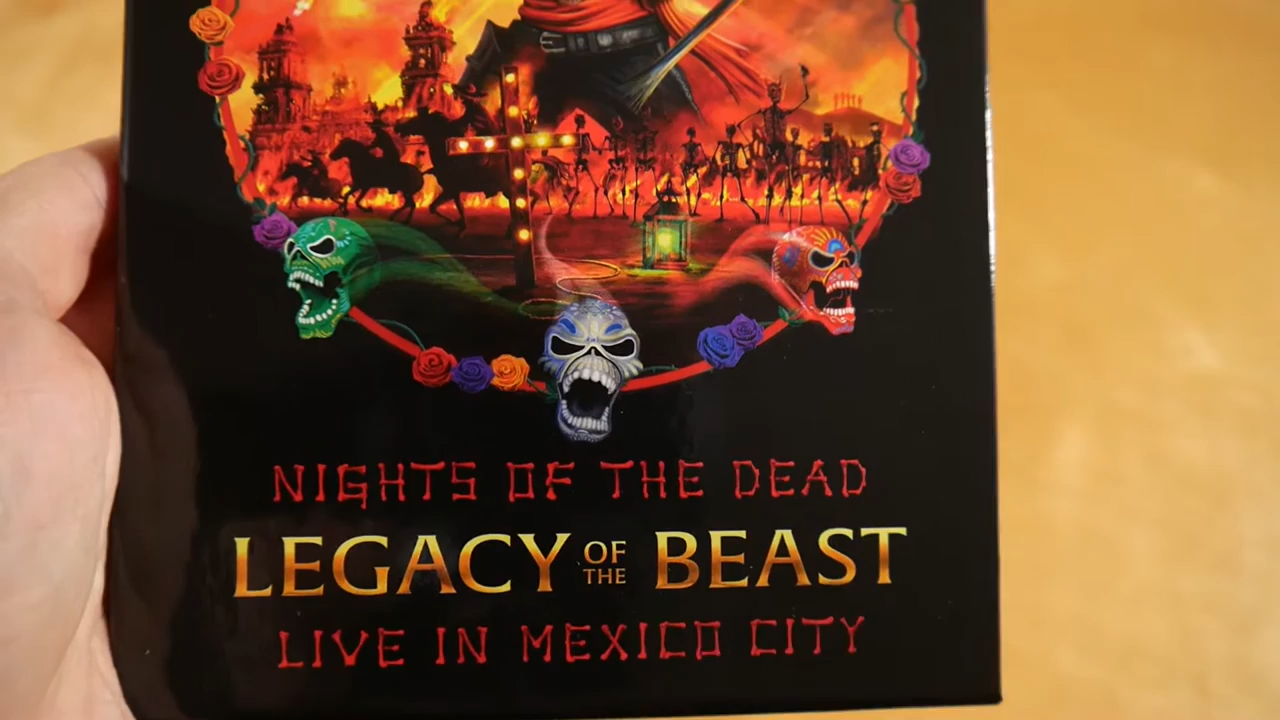 NIGHTS OF THE DEAD
LEGACY OF THE BEAST
LIVE IN MEXICO CITY